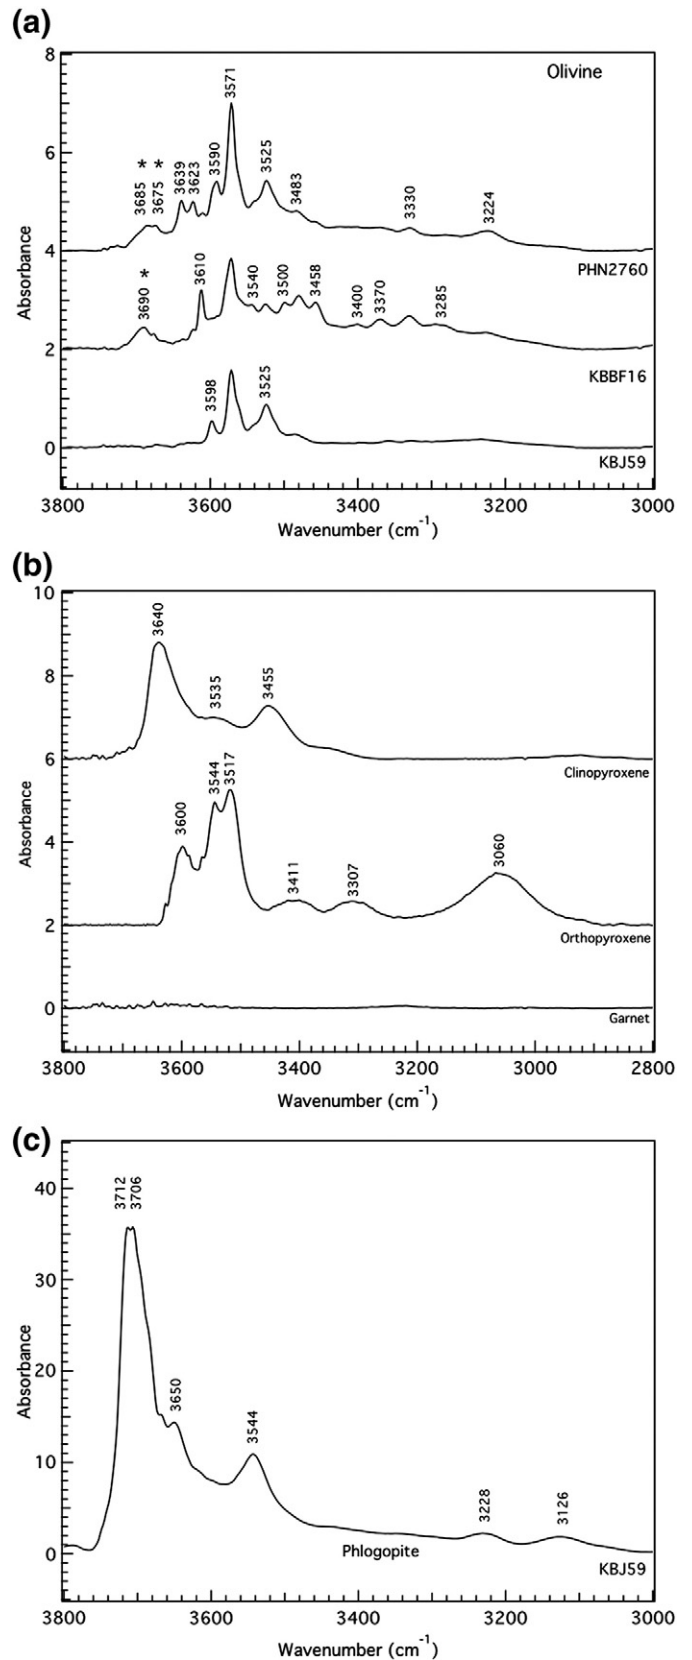 (a)
Olivine
8
6
4
2
0
Absorbance
3685 *
3675 *
3639
3623
3590
3571
3525
3483
3330
3224
PHN2760
3690 *
3610
3540
3500
3458
3400
3370
3285
KBBF16
3598
3525
KBJ59
3800 3600 3400 3200 3000
Wavenumber (cm⁻¹)
(b)
10
8
6
4
2
0
Absorbance
3640
3535
3455
Clinopyroxene
3600
3544
3517
3411
3307
3060
Orthopyroxene
Garnet
3800 3600 3400 3200 3000 2800
Wavenumber (cm⁻¹)
(c)
40
30
20
10
0
Absorbance
3712
3706
3650
3544
3228
3126
Phlogopite
KBJ59
3800 3600 3400 3200 3000
Wavenumber (cm⁻¹)